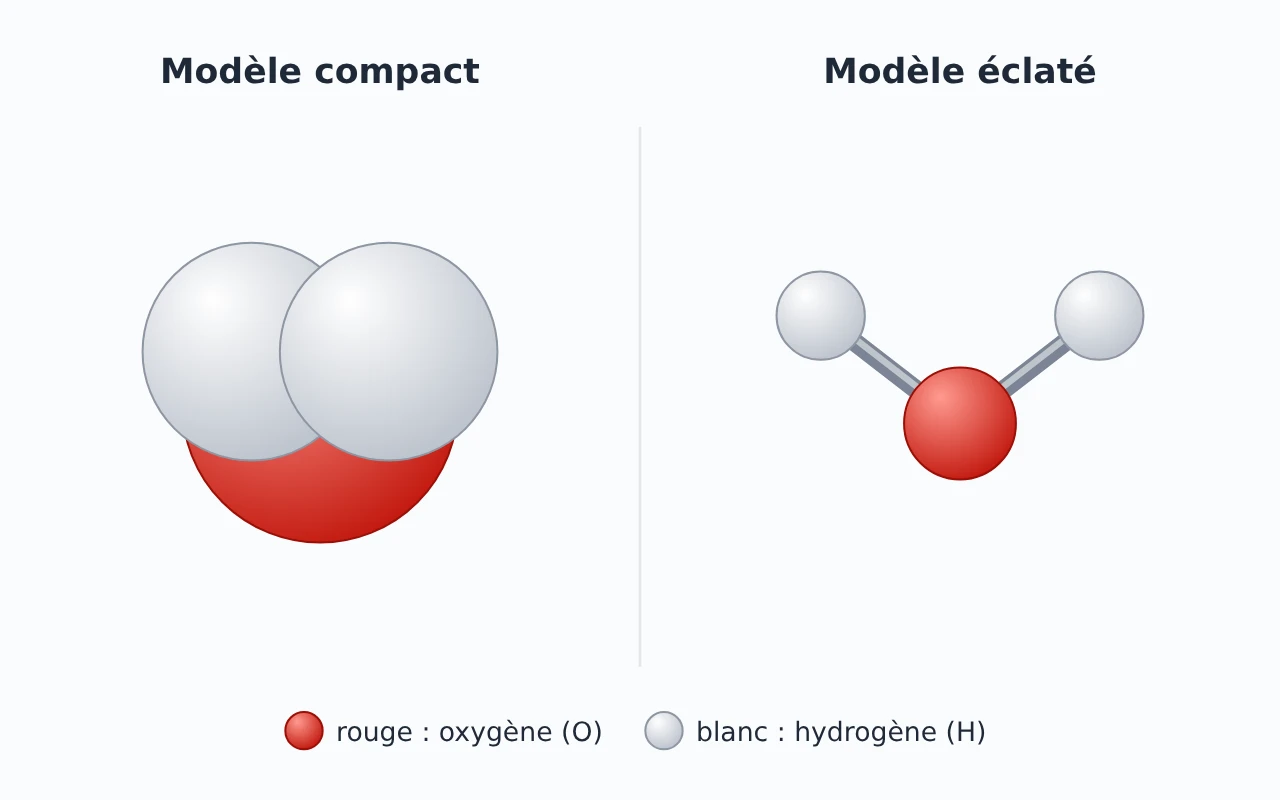 Modèle compact
Modèle éclaté
rouge : oxygène (O)
blanc : hydrogène (H)